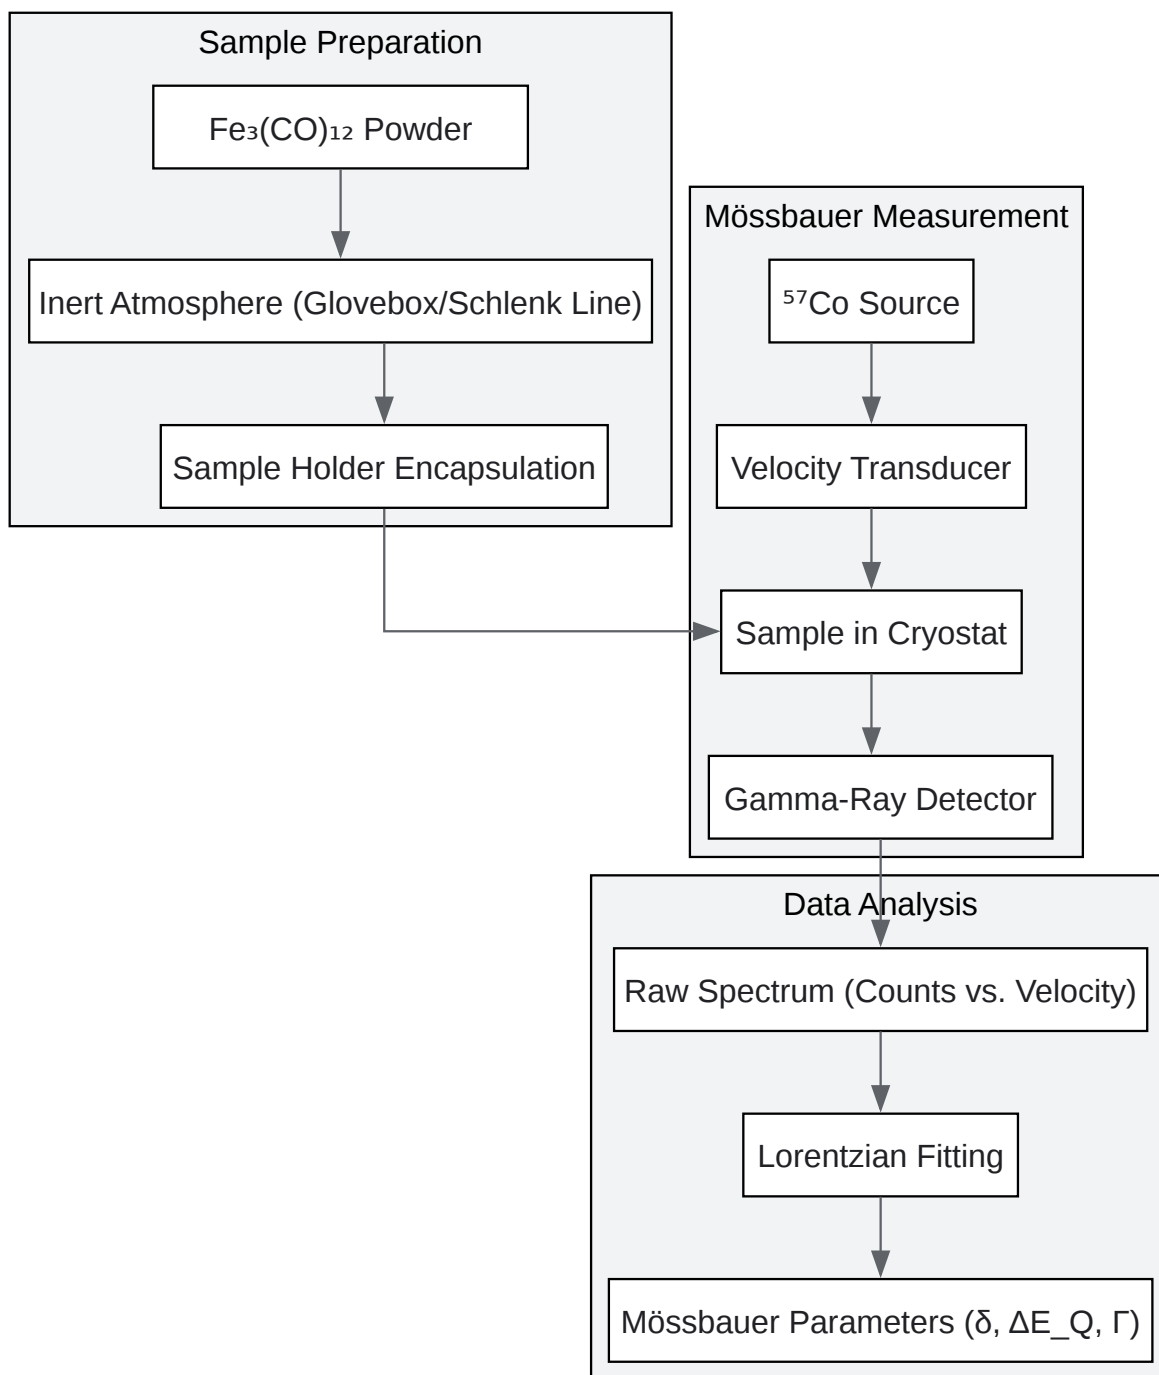 Sample Preparation
Fe₃(CO)₁₂ Powder
Inert Atmosphere (Glovebox/Schlenk Line)
Sample Holder Encapsulation
Mössbauer Measurement
⁵⁷Co Source
Velocity Transducer
Sample in Cryostat
Gamma-Ray Detector
Data Analysis
Raw Spectrum (Counts vs. Velocity)
Lorentzian Fitting
Mössbauer Parameters (δ, ΔE_Q, Γ)